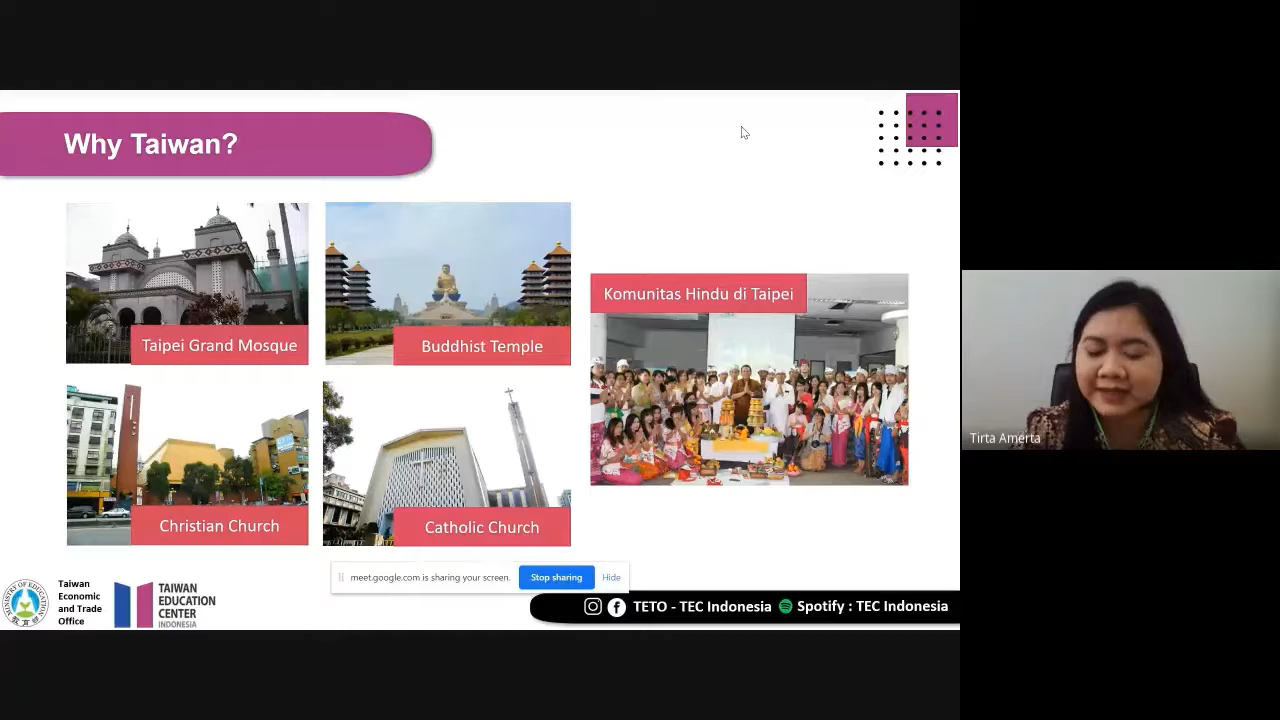 Why Taiwan?
Taipei Grand Mosque
Buddhist Temple
Komunitas Hindu di Taipei
Christian Church
Catholic Church
Tirta Amerta
meet.google.com is sharing your screen.
Stop sharing
Hide
Taiwan
Economic
and Trade
Office
TAIWAN
EDUCATION
CENTER
INDONESIA
TETO - TEC Indonesia
Spotify : TEC Indonesia